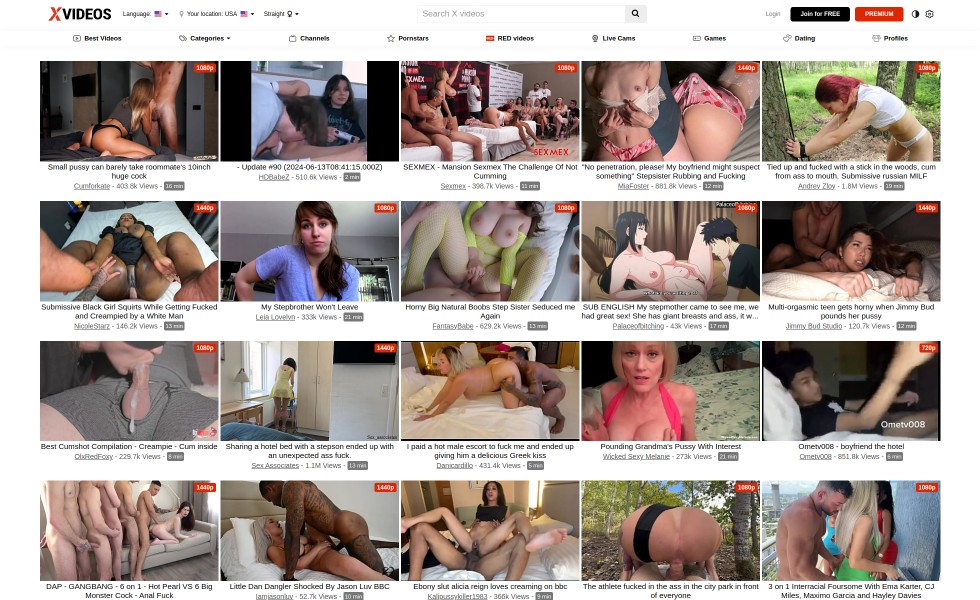 XVIDEOS
Language:
Your location: USA
Straight
Search X videos
Login
Join for FREE
PREMIUM
Best Videos
Categories
Channels
Pornstars
RED videos
Live Cams
Games
Dating
Profiles
1080p
1080p
1440p
1080p
SEXMEX
Small pussy can barely take roommate's 10inch
huge cock
Cumforkate - 403.8k Views - 16 min
- Update #90 (2024-06-13T08:41:15.000Z)
HDBabeZ - 510.6k Views - 2 min
SEXMEX - Mansion Sexmex The Challenge Of Not
Cumming
Sexmex - 398.7k Views - 11 min
"No penetration, please! My boyfriend might suspect
something" Stepsister Rubbing and Fucking
MiaFoster - 881.8k Views - 12 min
Tied up and fucked with a stick in the woods, cum
from ass to mouth. Submissive russian MILF
Andrey Zloy - 1.8M Views - 19 min
1440p
1080p
1080p
1080p
1440p
Submissive Black Girl Squirts While Getting Fucked
and Creampied by a White Man
NicoleStarz - 146.2k Views - 13 min
My Stepbrother Won't Leave
Leia Lovelyn - 333k Views - 21 min
Horny Big Natural Boobs Step Sister Seduced me
Again
FantasyBabe - 629.2k Views - 13 min
SUB ENGLISH My stepmother came to see me, we
had great sex! She has giant breasts and ass, it w…
Palaceofbitching - 43k Views - 17 min
Multi-orgasmic teen gets horny when Jimmy Bud
pounds her pussy
Jimmy Bud Studio - 120.7k Views - 12 min
1080p
1440p
720p
Ometv008
Best Cumshot Compilation - Creampie - Cum inside
OlxRedFoxy - 229.7k Views - 8 min
Sharing a hotel bed with a stepson ended up with
an unexpected ass fuck.
Sex Associates - 1.1M Views - 13 min
I paid a hot male escort to fuck me and ended up
giving him a delicious Greek kiss
Danicardillo - 431.4k Views - 5 min
Pounding Grandma's Pussy With Interest
Wicked Sexy Melanie - 273k Views - 21 min
Ometv008 - boyfriend the hotel
Ometv008 - 851.8k Views - 6 min
1440p
1440p
1080p
1080p
DAP - GANGBANG - 6 on 1 - Hot Pearl VS 6 Big
Monster Cock - Anal Fuck
Little Dan Dangler Shocked By Jason Luv BBC
Iamjasonluv - 52.7k Views - 10 min
Ebony slut alicia reign loves creaming on bbc
Kalipussykiller1983 - 366k Views - 9 min
The athlete fucked in the ass in the city park in front
of everyone
3 on 1 Interracial Foursome With Ema Karter, CJ
Miles, Maximo Garcia and Hayley Davies